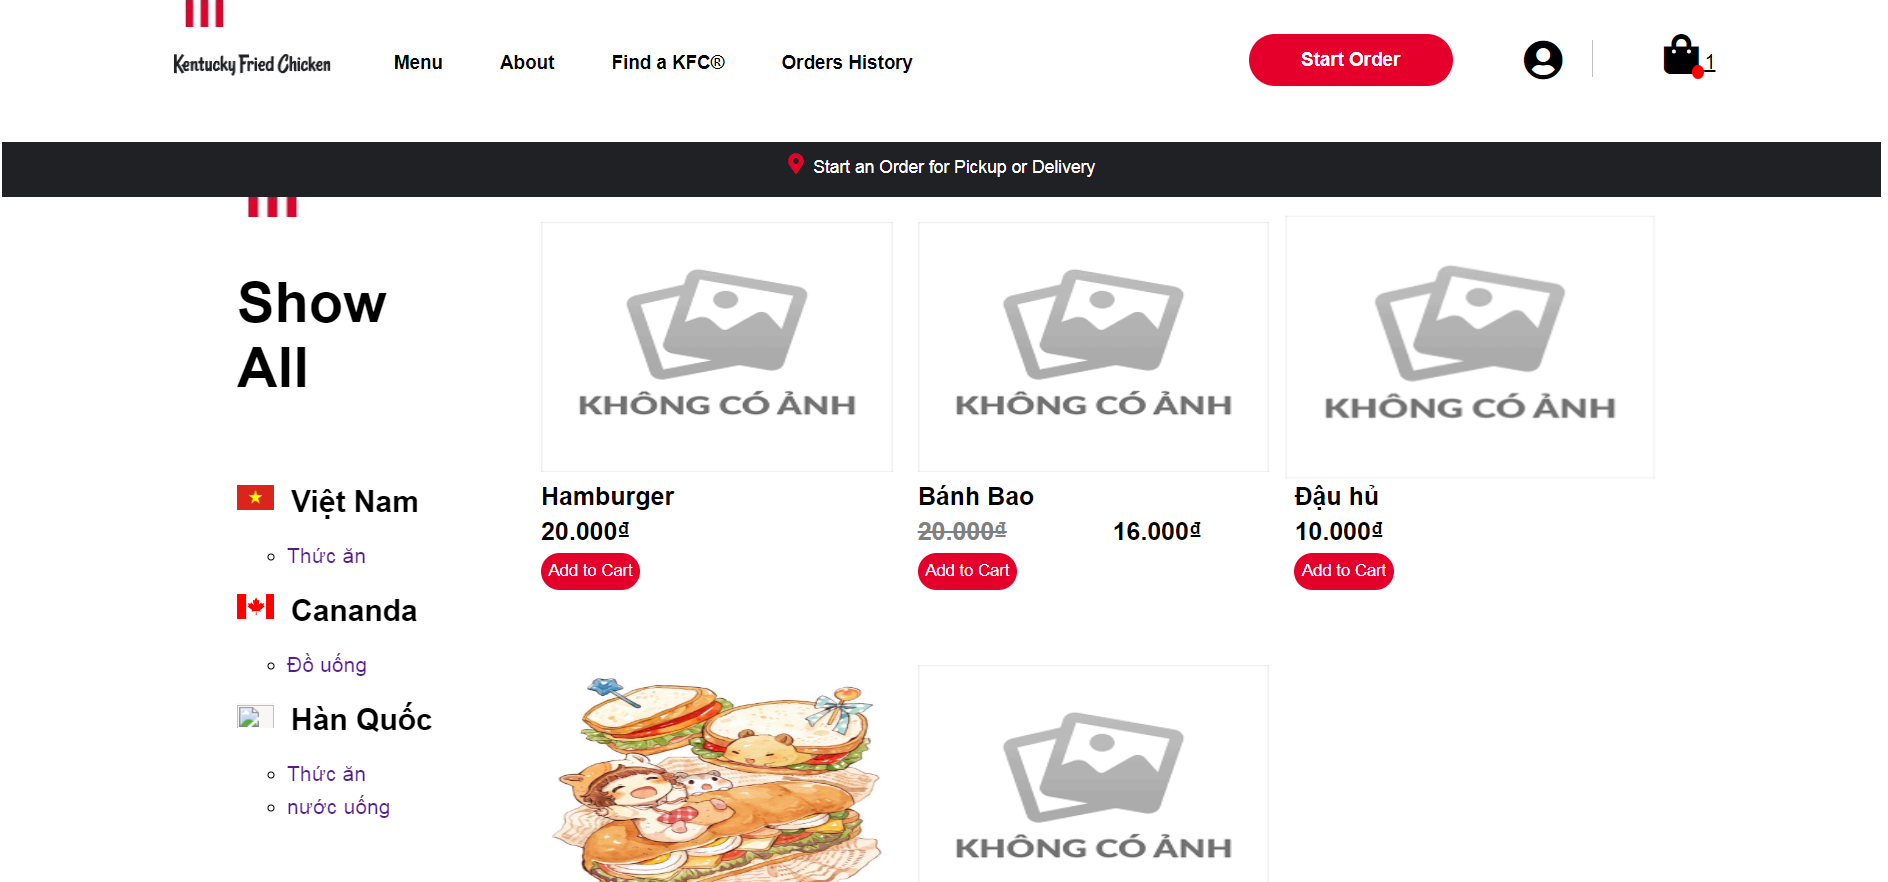 Kentucky Fried Chicken
Menu
About
Find a KFC®
Orders History
Start Order
1
Start an Order for Pickup or Delivery
Show
All
Việt Nam
Thức ăn
Cananda
Đồ uống
Hàn Quốc
Thức ăn
nước uống
KHÔNG CÓ ẢNH
Hamburger
20.000₫
Add to Cart
KHÔNG CÓ ẢNH
Bánh Bao
20.000₫ 16.000₫
Add to Cart
KHÔNG CÓ ẢNH
Đậu hủ
10.000₫
Add to Cart
KHÔNG CÓ ẢNH